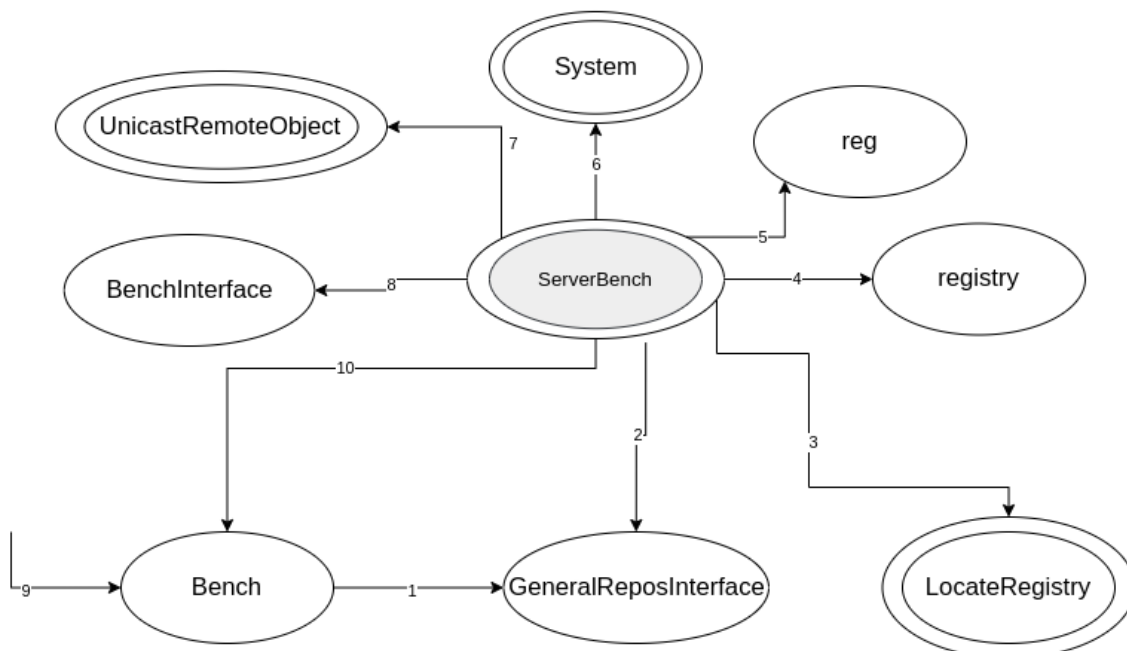 System
UnicastRemoteObject
7
reg
6
5
BenchInterface
8
ServerBench
4
registry
10
2
3
9
Bench
1
GeneralReposInterface
LocateRegistry